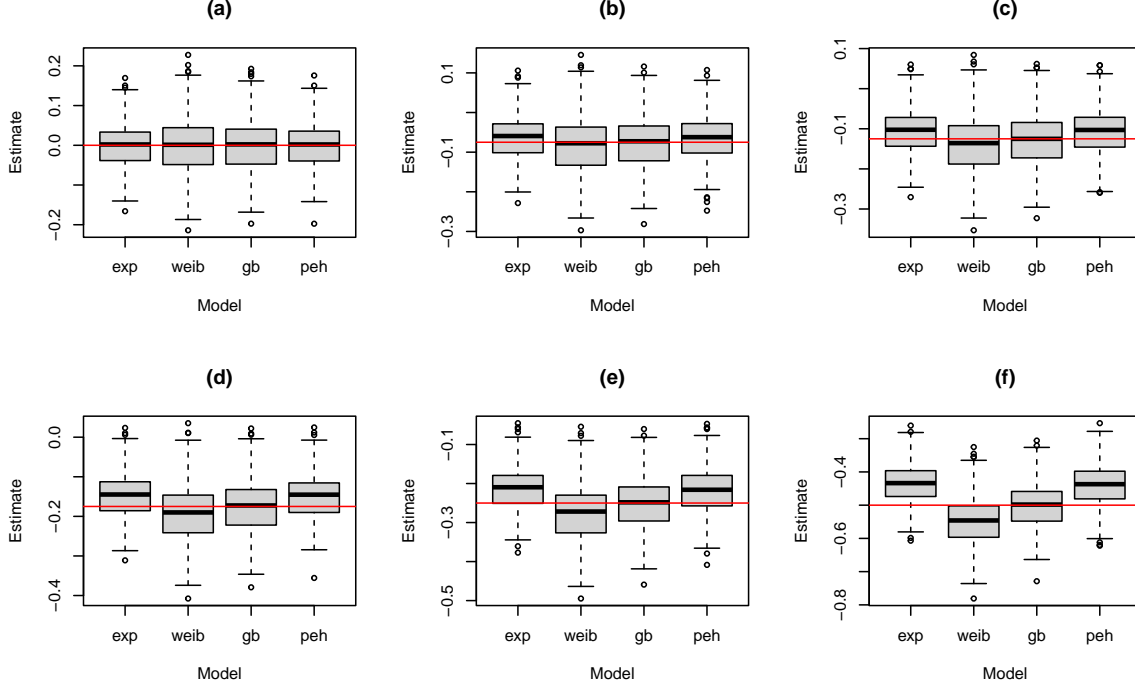 (a)
Estimate
0.2
0.1
0.0
−0.2
exp weib gb peh
Model
(b)
Estimate
0.1
−0.1
−0.3
exp weib gb peh
Model
(c)
Estimate
0.1
−0.1
−0.3
exp weib gb peh
Model
(d)
Estimate
0.0
−0.2
−0.4
exp weib gb peh
Model
(e)
Estimate
−0.1
−0.3
−0.5
exp weib gb peh
Model
(f)
Estimate
−0.4
−0.6
−0.8
exp weib gb peh
Model